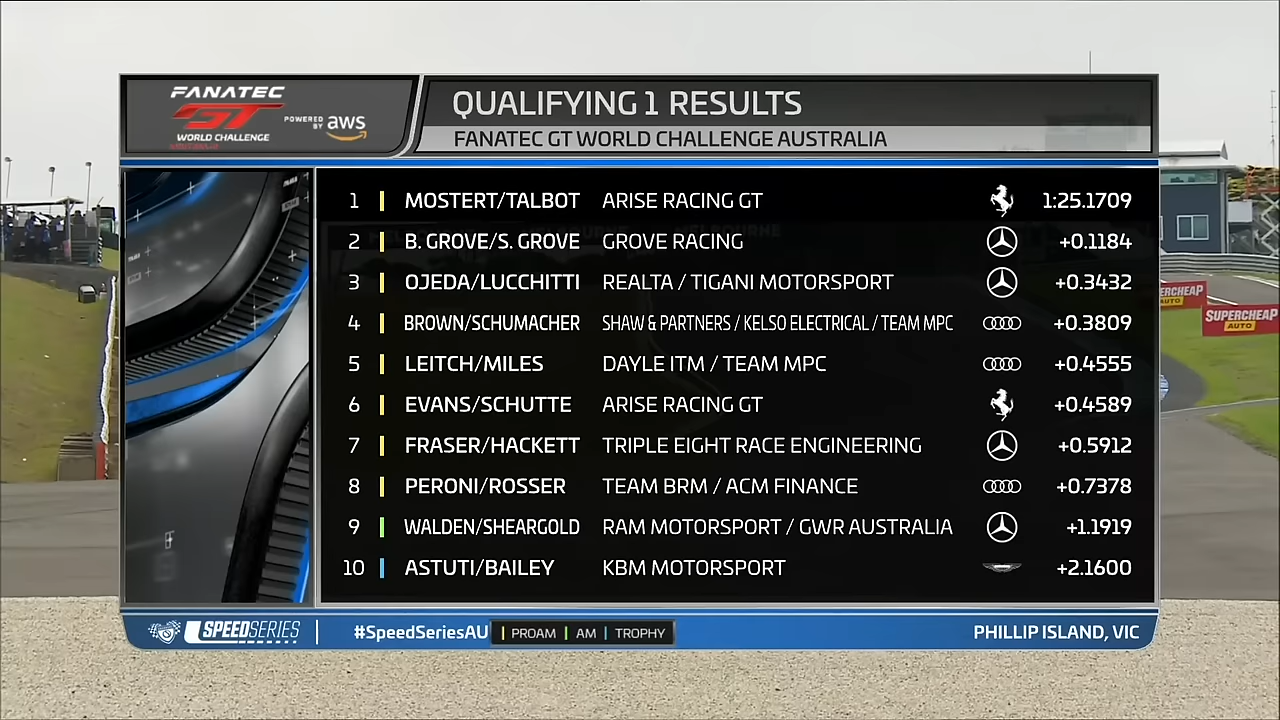 FANATEC
GT
WORLD CHALLENGE
AUSTRALIA
POWERED BY aws
QUALIFYING 1 RESULTS
FANATEC GT WORLD CHALLENGE AUSTRALIA
1 MOSTERT/TALBOT ARISE RACING GT 1:25.1709
2 B. GROVE/S. GROVE GROVE RACING +0.1184
3 OJEDA/LUCCHITTI REALTA / TIGANI MOTORSPORT +0.3432
4 BROWN/SCHUMACHER SHAW & PARTNERS / KELSO ELECTRICAL / TEAM MPC +0.3809
5 LEITCH/MILES DAYLE ITM / TEAM MPC +0.4555
6 EVANS/SCHUTTE ARISE RACING GT +0.4589
7 FRASER/HACKETT TRIPLE EIGHT RACE ENGINEERING +0.5912
8 PERONI/ROSSER TEAM BRM / ACM FINANCE +0.7378
9 WALDEN/SHEARGOLD RAM MOTORSPORT / GWR AUSTRALIA +1.1919
10 ASTUTI/BAILEY KBM MOTORSPORT +2.1600
ERCHEAP
AUTO
SUPERCHEAP
AUTO
SPEEDSERIES
#SpeedSeriesAU
PROAM AM TROPHY
PHILLIP ISLAND, VIC